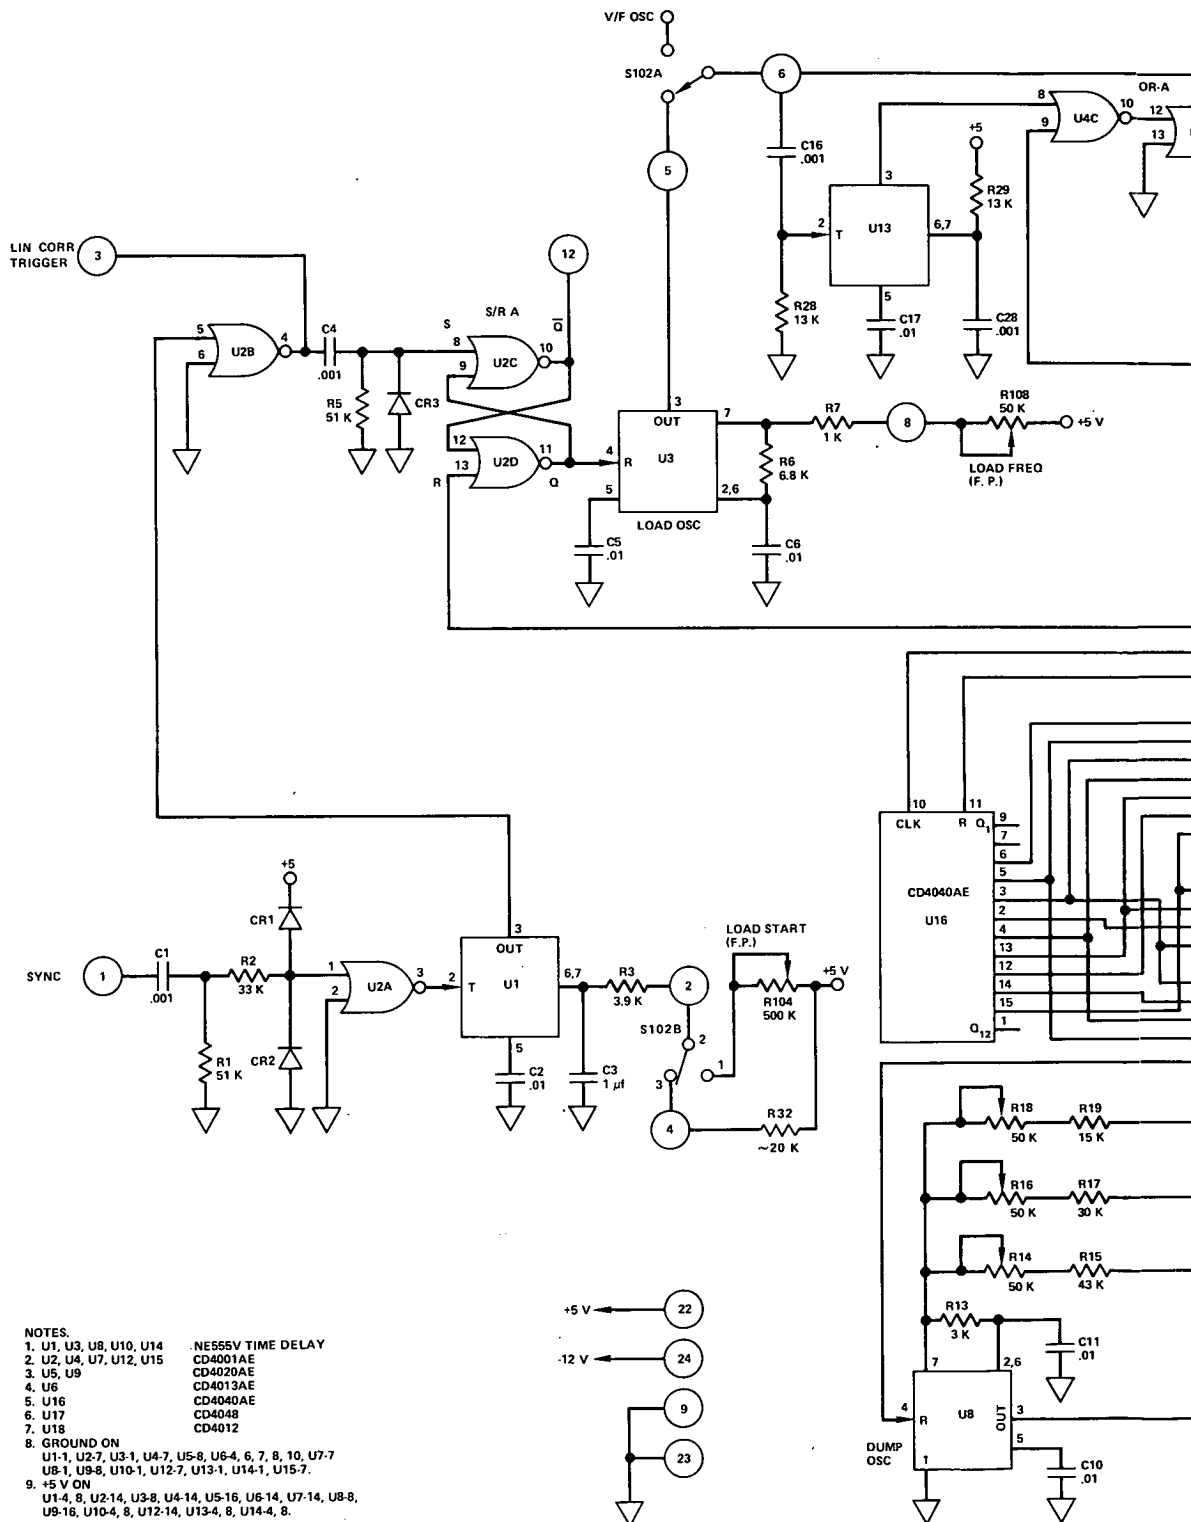 V/F OSC
S102A
6
OR-A
8
9
U4C
10
12
13
C16
.001
+5
5
3
R29
13 K
2
T
U13
6,7
5
LIN CORR
TRIGGER
3
12
R28
13 K
C17
.01
C28
.001
S/R A
S
Q
5
6
U2B
4
C4
.001
8
9
U2C
10
R5
51 K
CR3
12
13
U2D
11
R
Q
3
OUT
4
R
U3
7
5
2,6
LOAD OSC
R7
1 K
8
R108
50 K
+5 V
LOAD FREQ
(F. P.)
R6
6.8 K
C5
.01
C6
.01
10
11
CLK
R
Q1
9
7
6
5
3
2
4
13
12
14
15
1
Q12
CD4040AE
U16
+5
CR1
3
OUT
LOAD START
(F.P.)
SYNC
1
C1
.001
R2
33 K
1
2
U2A
3
2
T
U1
6,7
R3
3.9 K
2
R104
500 K
+5 V
S102B
2
1
3
R1
51 K
CR2
5
C2
.01
C3
1 µf
4
R32
~20 K
R18
50 K
R19
15 K
R16
50 K
R17
30 K
R14
50 K
R15
43 K
R13
3 K
C11
.01
+5 V
22
-12 V
24
9
23
7
2,6
4
R
U8
OUT
3
5
1
DUMP
OSC
C10
.01
NOTES.
1. U1, U3, U8, U10, U14 NE555V TIME DELAY
2. U2, U4, U7, U12, U15 CD4001AE
3. U5, U9 CD4020AE
4. U6 CD4013AE
5. U16 CD4040AE
6. U17 CD4048
7. U18 CD4012
8. GROUND ON
U1-1, U2-7, U3-1, U4-7, U5-8, U6-4, 6, 7, 8, 10, U7-7
U8-1, U9-8, U10-1, U12-7, U13-1, U14-1, U15-7.
9. +5 V ON
U1-4, 8, U2-14, U3-8, U4-14, U5-16, U6-14, U7-14, U8-8,
U9-16, U10-4, 8, U12-14, U13-4, 8, U14-4, 8.